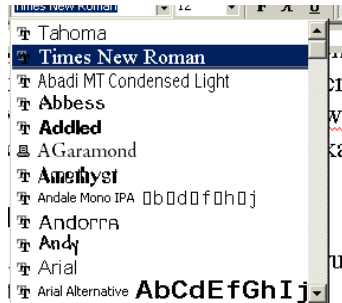 Times New Roman 12 F A U
Tahoma
Times New Roman
Abadi MT Condensed Light
Abbess
Addled
AGaramond
Amethyst
Andale Mono IPA ▯b▯d▯f▯h▯j
Andorra
Andy
Arial
Arial Alternative AbCdEfGhIj